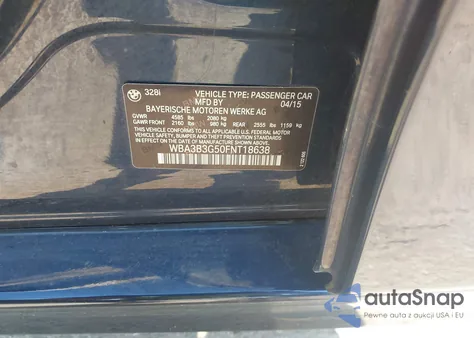 328i
VEHICLE TYPE: PASSENGER CAR
MFD BY
04/15
BAYERISCHE MOTOREN WERKE AG
GVWR 4585 lbs 2080 kg
GAWR FRONT 2160 lbs 980 kg REAR 2555 lbs 1159 kg
THIS VEHICLE CONFORMS TO ALL APPLICABLE FEDERAL
MOTOR VEHICLE SAFETY, BUMPER, AND
THEFT PREVENTION STANDARDS IN EFFECT ON THE
DATE OF MANUFACTURE SHOWN ABOVE.
WBA3B3G50FNT18638
autaSnap
Pewne auta z aukcji USA i EU